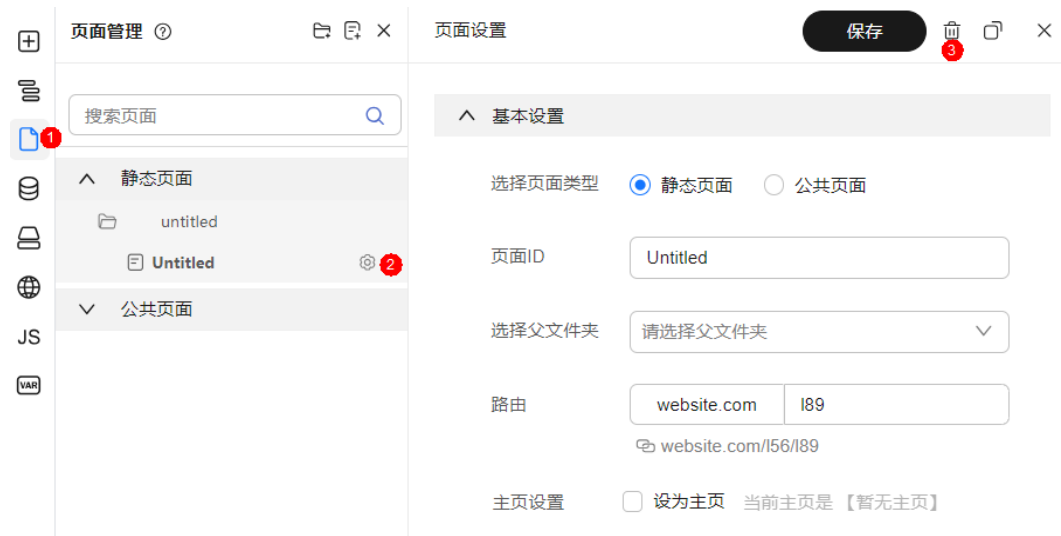 页面管理
页面设置
保存
3
搜索页面
1
基本设置
静态页面
选择页面类型
静态页面
公共页面
untitled
Untitled
2
页面ID
Untitled
公共页面
选择父文件夹
请选择父文件夹
JS
VAR
路由
website.com
l89
website.com/l56/l89
主页设置
设为主页
当前主页是 【暂无主页】